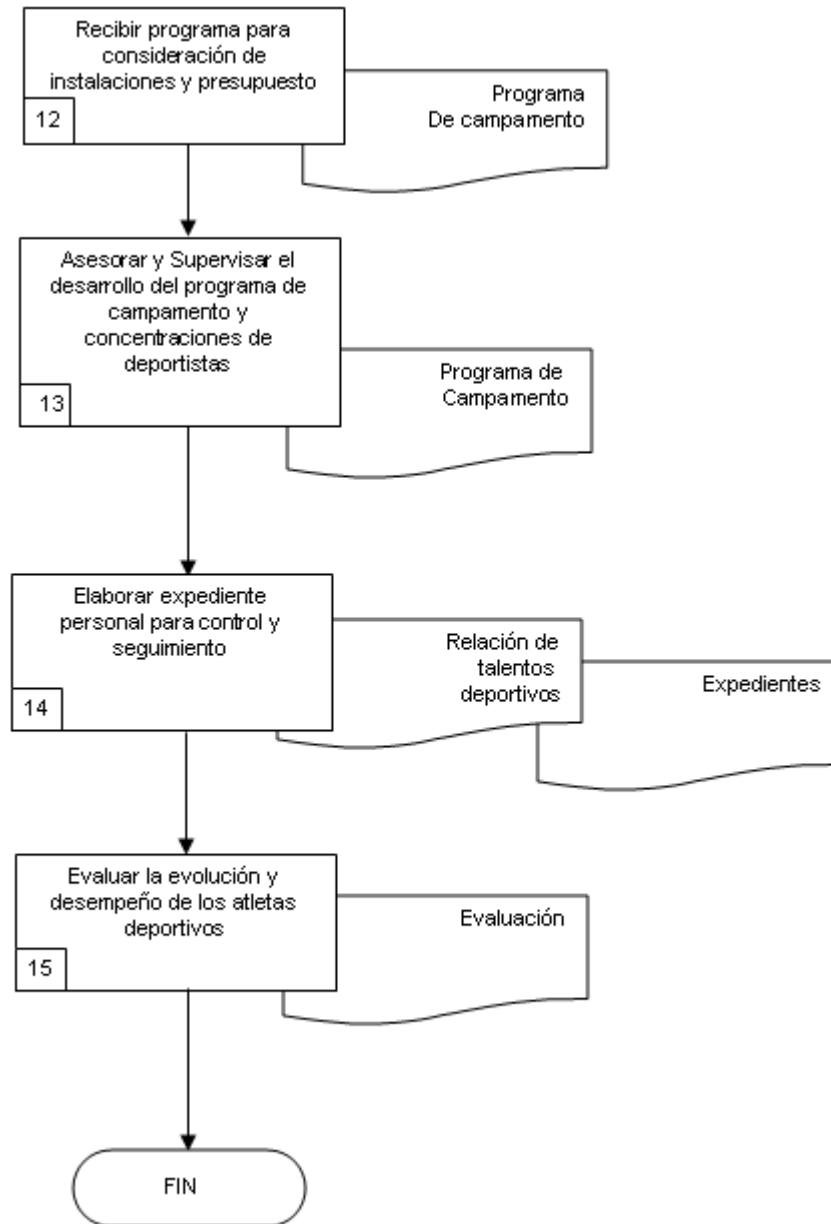 Recibir programa para
consideración de
instalaciones y presupuesto
12
Programa
De campamento
Asesorar y Supervisar el
desarrollo del programa de
campamento y
concentraciones de
deportistas
13
Programa de
Campamento
Elaborar expediente
personal para control y
seguimiento
14
Relación de
talentos
deportivos
Expedientes
Evaluar la evolución y
desempeño de los atletas
deportivos
15
Evaluación
FIN